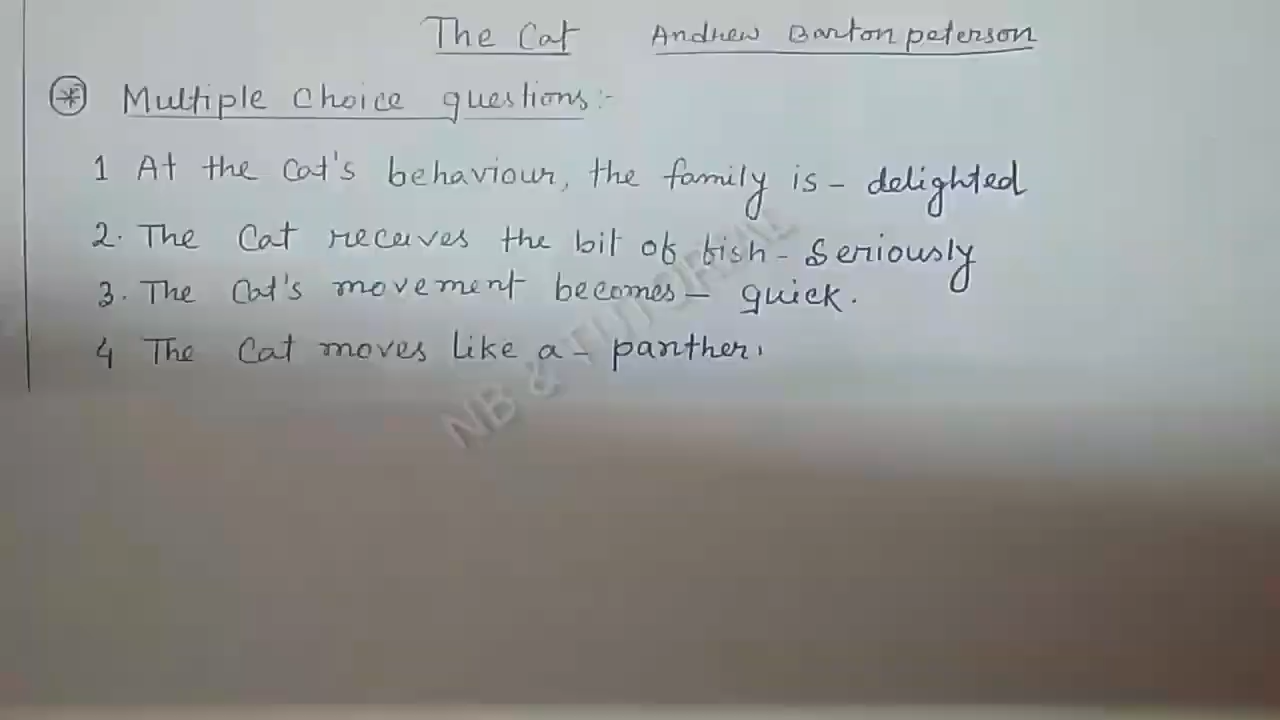 The Cat Andrew Barton peterson
* Multiple Choice questions:-
1 At the Cat's behaviour, the family is - delighted
2. The Cat receives the bit of fish - Seriously
3. The Cat's movement becomes - quick.
4 The Cat moves like a - panther.
NB & TUTORIAL